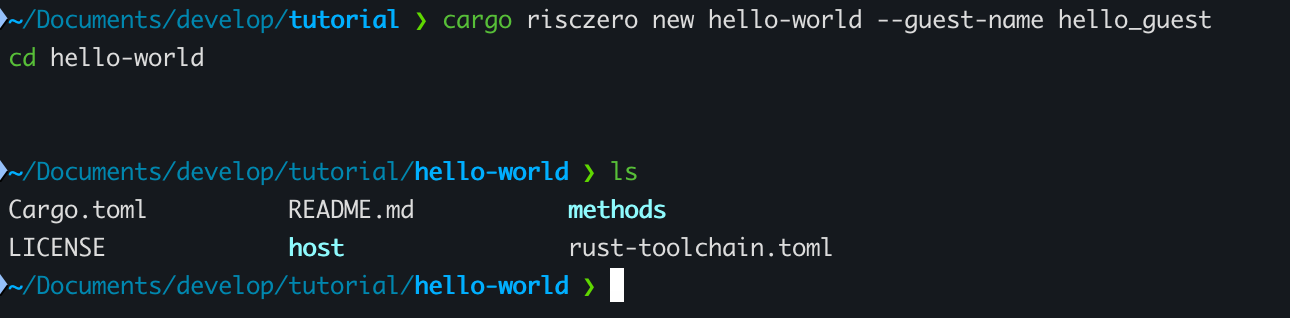 ~/Documents/develop/tutorial ❯ cargo risczero new hello-world --guest-name hello_guest
cd hello-world
~/Documents/develop/tutorial/hello-world ❯ ls
Cargo.toml README.md methods
LICENSE host rust-toolchain.toml
~/Documents/develop/tutorial/hello-world ❯